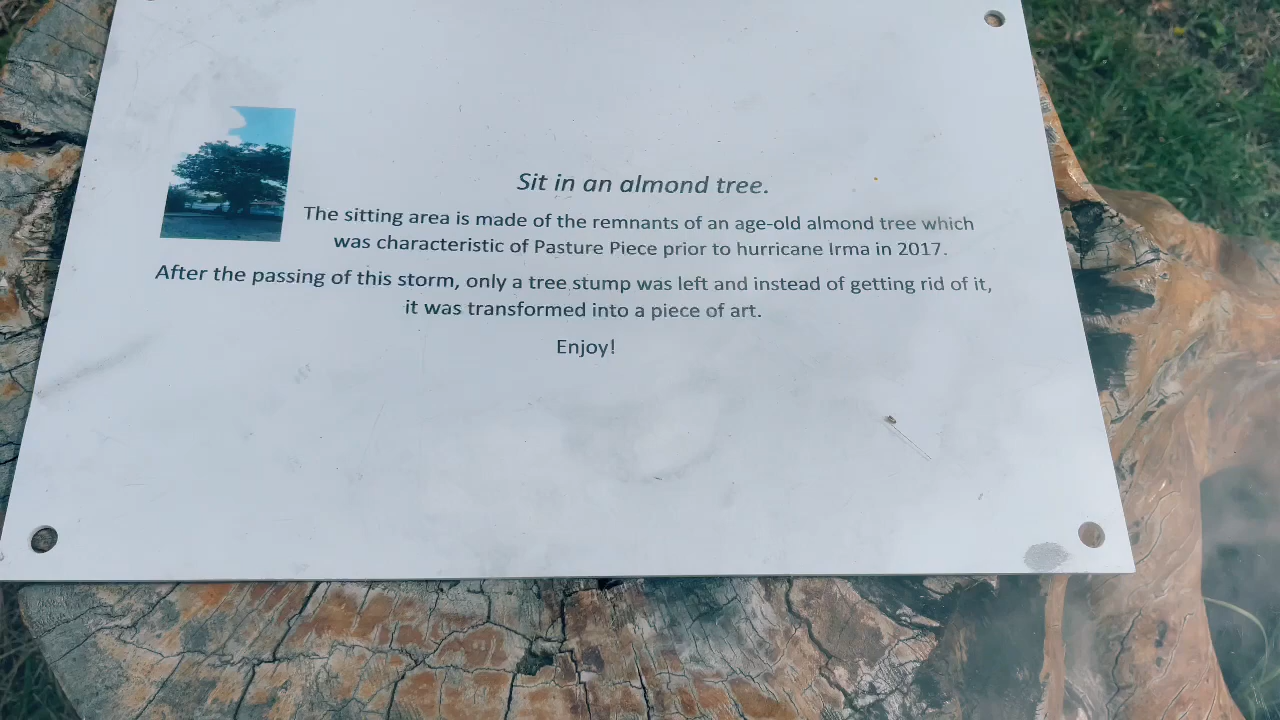 Sit in an almond tree.
The sitting area is made of the remnants of an age-old almond tree which
was characteristic of Pasture Piece prior to hurricane Irma in 2017.
After the passing of this storm, only a tree stump was left and instead of getting rid of it,
it was transformed into a piece of art.
Enjoy!